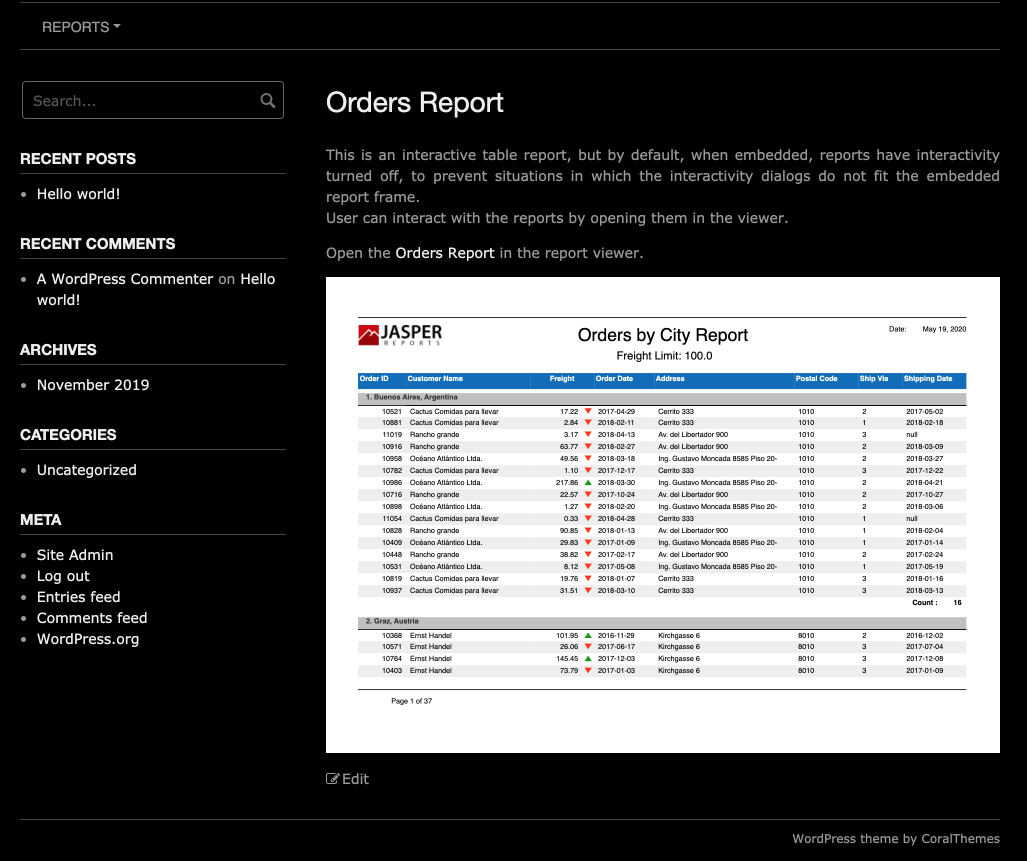 REPORTS
Search...
RECENT POSTS
Hello world!
RECENT COMMENTS
A WordPress Commenter on Hello
world!
ARCHIVES
November 2019
CATEGORIES
Uncategorized
META
Site Admin
Log out
Entries feed
Comments feed
WordPress.org
Orders Report
This is an interactive table report, but by default, when embedded, reports have interactivity
turned off, to prevent situations in which the interactivity dialogs do not fit the embedded
report frame.
User can interact with the reports by opening them in the viewer.
Open the Orders Report in the report viewer.
JASPER
REPORTS
Orders by City Report
Date: May 19, 2020
Freight Limit: 100.0
Order ID Customer Name Freight Order Date Address Postal Code Ship Via Shipping Date
1. Buenos Aires, Argentina
10521 Cactus Comidas para llevar 17.22 2017-04-29 Cerrito 333 1010 2 2017-05-02
10881 Cactus Comidas para llevar 2.84 2018-02-11 Cerrito 333 1010 1 2018-02-18
11019 Rancho grande 3.17 2018-04-13 Av. del Libertador 900 1010 3 null
10916 Rancho grande 63.77 2018-02-27 Av. del Libertador 900 1010 2 2018-03-09
10958 Océano Atlántico Ltda. 49.56 2018-03-18 Ing. Gustavo Moncada 8585 Piso 20- 1010 2 2018-03-27
10782 Cactus Comidas para llevar 1.10 2017-12-17 Cerrito 333 1010 3 2017-12-22
10986 Océano Atlántico Ltda. 217.86 2018-03-30 Ing. Gustavo Moncada 8585 Piso 20- 1010 2 2018-04-21
10716 Rancho grande 22.57 2017-10-24 Av. del Libertador 900 1010 2 2017-10-27
10898 Océano Atlántico Ltda. 1.27 2018-02-20 Ing. Gustavo Moncada 8585 Piso 20- 1010 2 2018-03-06
11054 Cactus Comidas para llevar 0.33 2018-04-28 Cerrito 333 1010 1 null
10828 Rancho grande 90.85 2018-01-13 Av. del Libertador 900 1010 1 2018-02-04
10409 Océano Atlántico Ltda. 29.83 2017-01-09 Ing. Gustavo Moncada 8585 Piso 20- 1010 1 2017-01-14
10448 Rancho grande 38.82 2017-02-17 Av. del Libertador 900 1010 2 2017-02-24
10531 Océano Atlántico Ltda. 8.12 2017-05-08 Ing. Gustavo Moncada 8585 Piso 20- 1010 1 2017-05-19
10819 Cactus Comidas para llevar 19.76 2018-01-07 Cerrito 333 1010 3 2018-01-16
10937 Cactus Comidas para llevar 31.51 2018-03-10 Cerrito 333 1010 3 2018-03-13
Count : 16
2. Graz, Austria
10368 Ernst Handel 101.95 2016-11-29 Kirchgasse 6 8010 2 2016-12-02
10571 Ernst Handel 26.06 2017-06-17 Kirchgasse 6 8010 3 2017-07-04
10764 Ernst Handel 145.45 2017-12-03 Kirchgasse 6 8010 3 2017-12-08
10403 Ernst Handel 73.79 2017-01-03 Kirchgasse 6 8010 3 2017-01-09
Page 1 of 37
Edit
WordPress theme by CoralThemes